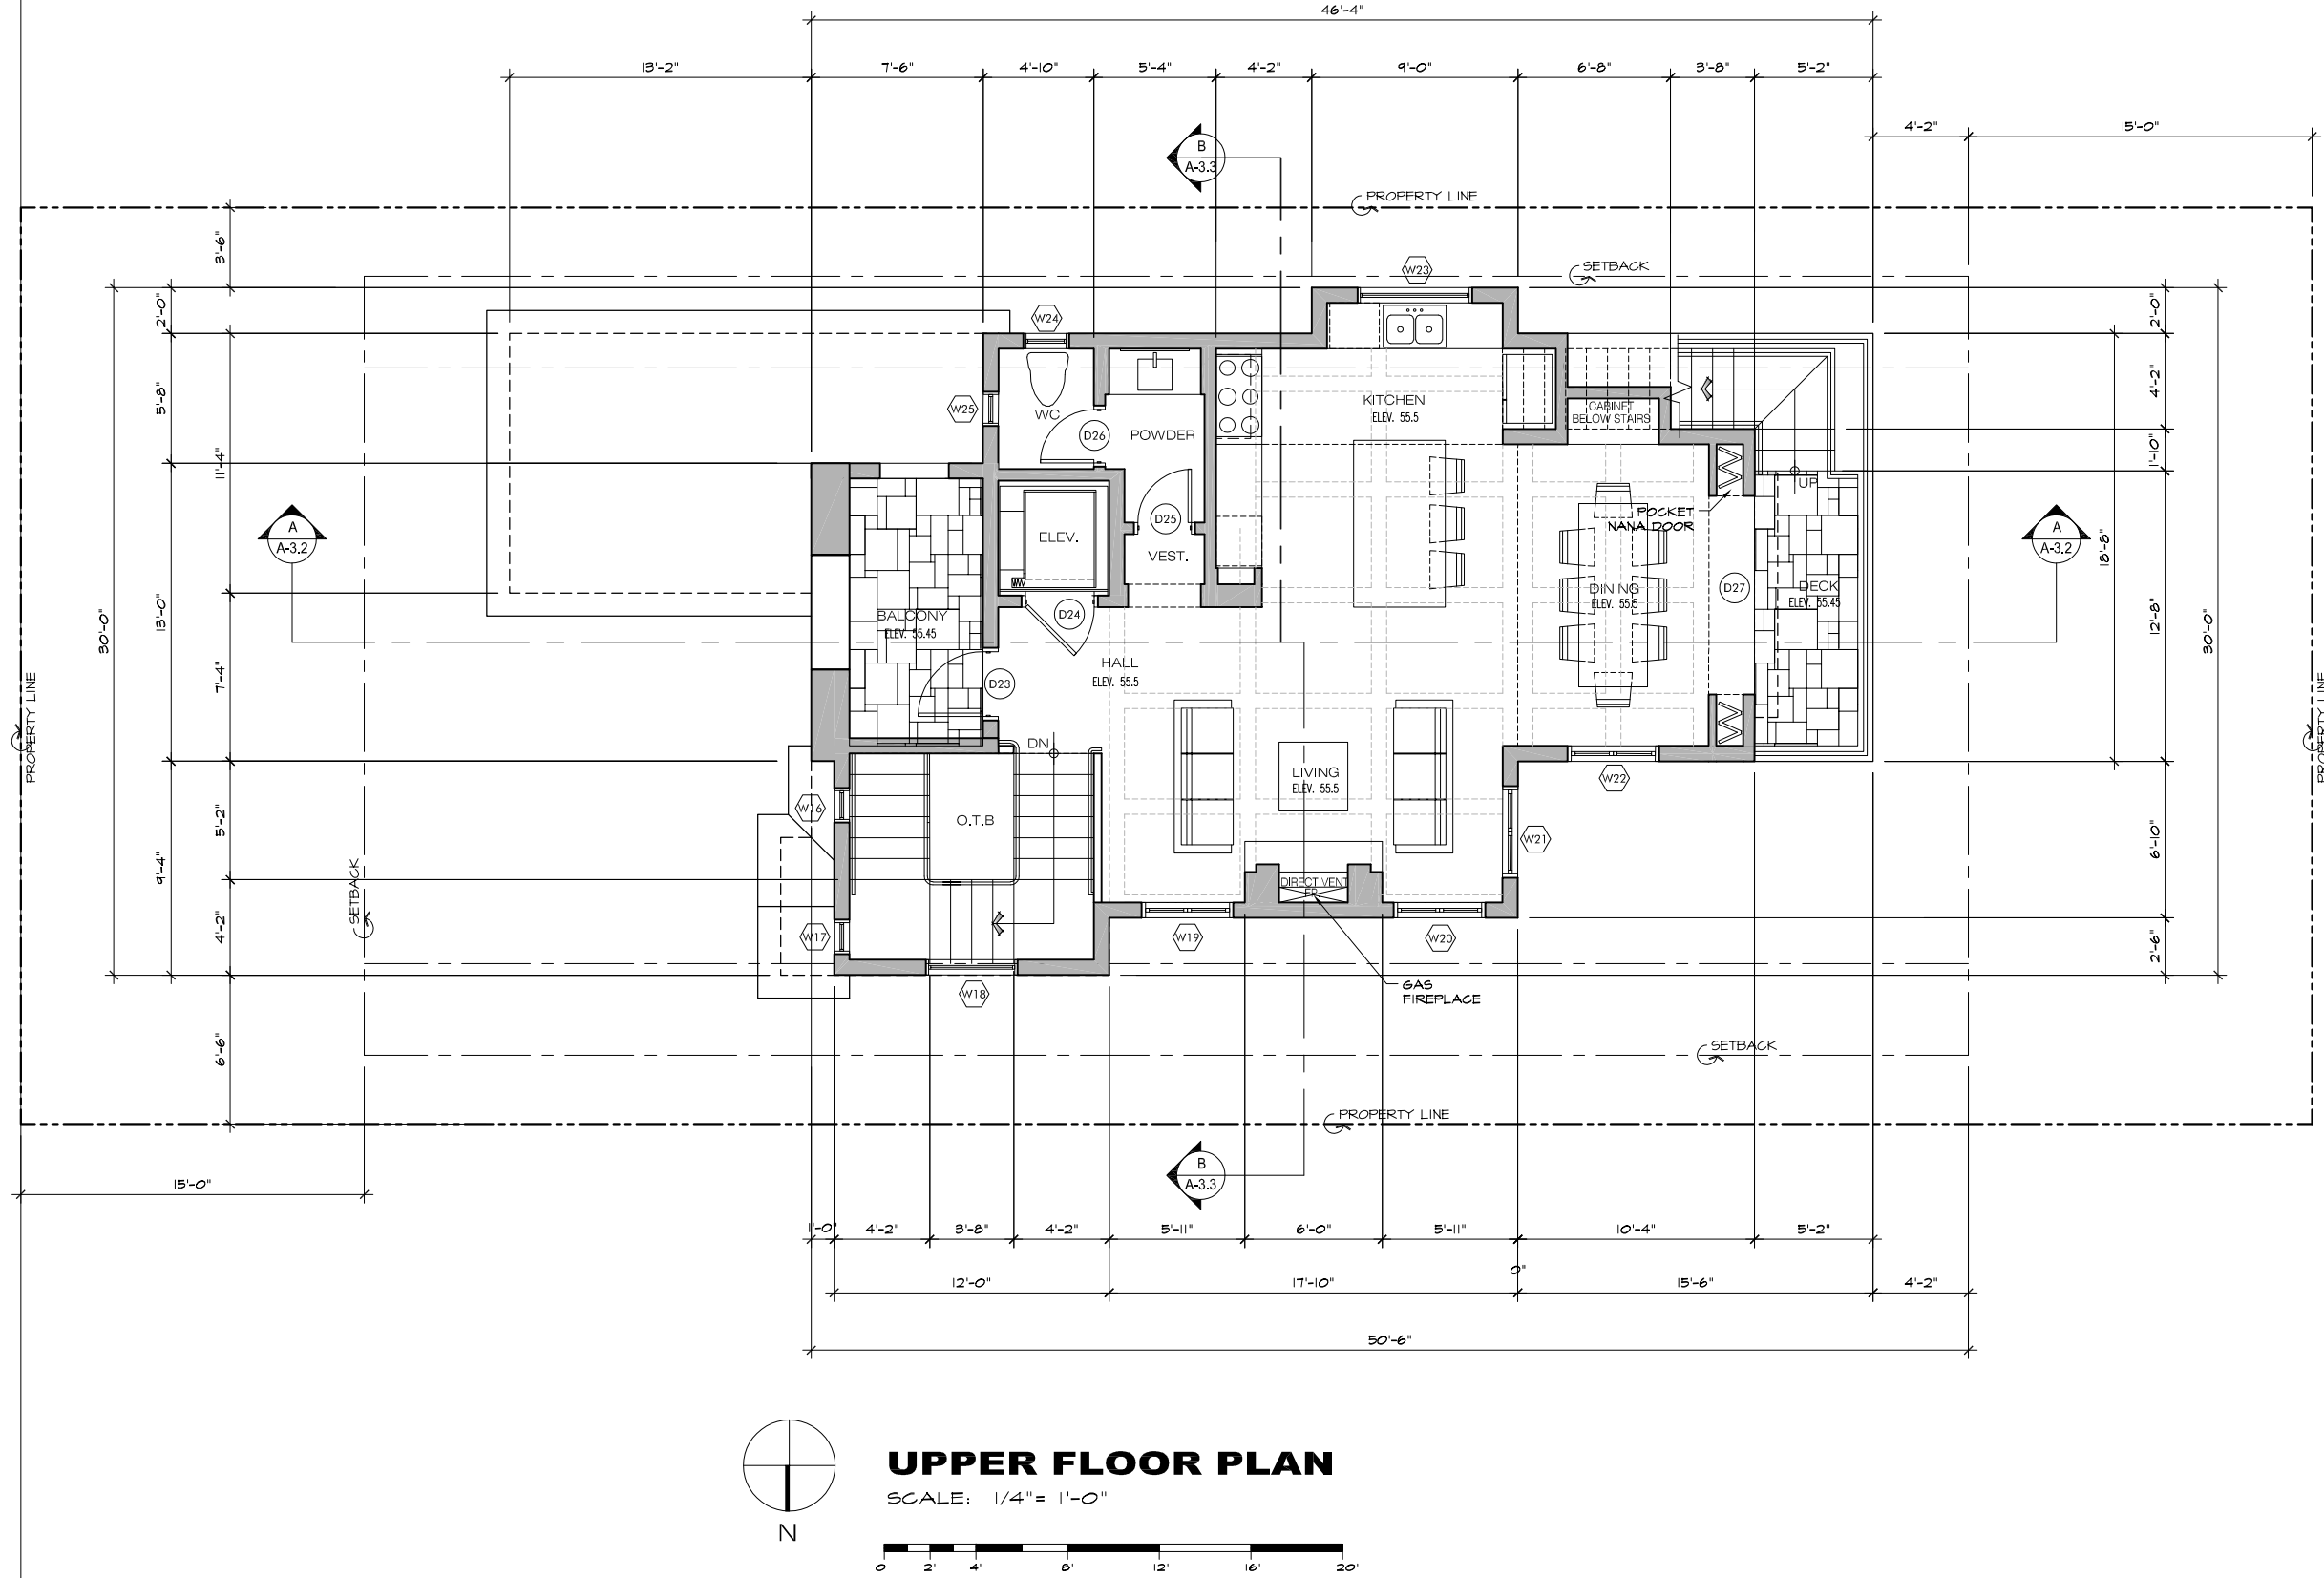 46'-4"
13'-2"
7'-6"
4'-10"
5'-4"
4'-2"
9'-0"
6'-8"
3'-8"
5'-2"
4'-2"
15'-0"
B
A-3.3
PROPERTY LINE
SETBACK
3'-6"
2'-0"
5'-8"
11'-4"
13'-0"
30'-0"
7'-4"
5'-2"
9'-4"
4'-2"
6'-6"
PROPERTY LINE
SETBACK
15'-0"
A
A-3.2
W23
W24
W25
WC
D26
POWDER
KITCHEN
ELEV. 55.5
CABINET
BELOW STAIRS
UP
POCKET
NANA DOOR
ELEV.
D25
VEST.
D24
BALCONY
ELEV. 55.45
D23
HALL
ELEV. 55.5
DINING
ELEV. 55.5
D27
DECK
ELEV. 55.45
A
A-3.2
DN
O.T.B
LIVING
ELEV. 55.5
W16
W17
W18
W19
W20
W21
W22
DIRECT VENT
FP
GAS
FIREPLACE
2'-0"
4'-2"
1'-10"
18'-8"
12'-8"
30'-0"
6'-10"
2'-6"
PROPERTY LINE
SETBACK
PROPERTY LINE
B
A-3.3
1'-0"
4'-2"
3'-8"
4'-2"
5'-11"
6'-0"
5'-11"
10'-4"
5'-2"
0"
12'-0"
17'-10"
15'-6"
4'-2"
50'-6"
UPPER FLOOR PLAN
SCALE: 1/4"= 1'-0"
N
0 2' 4' 8' 12' 16' 20'